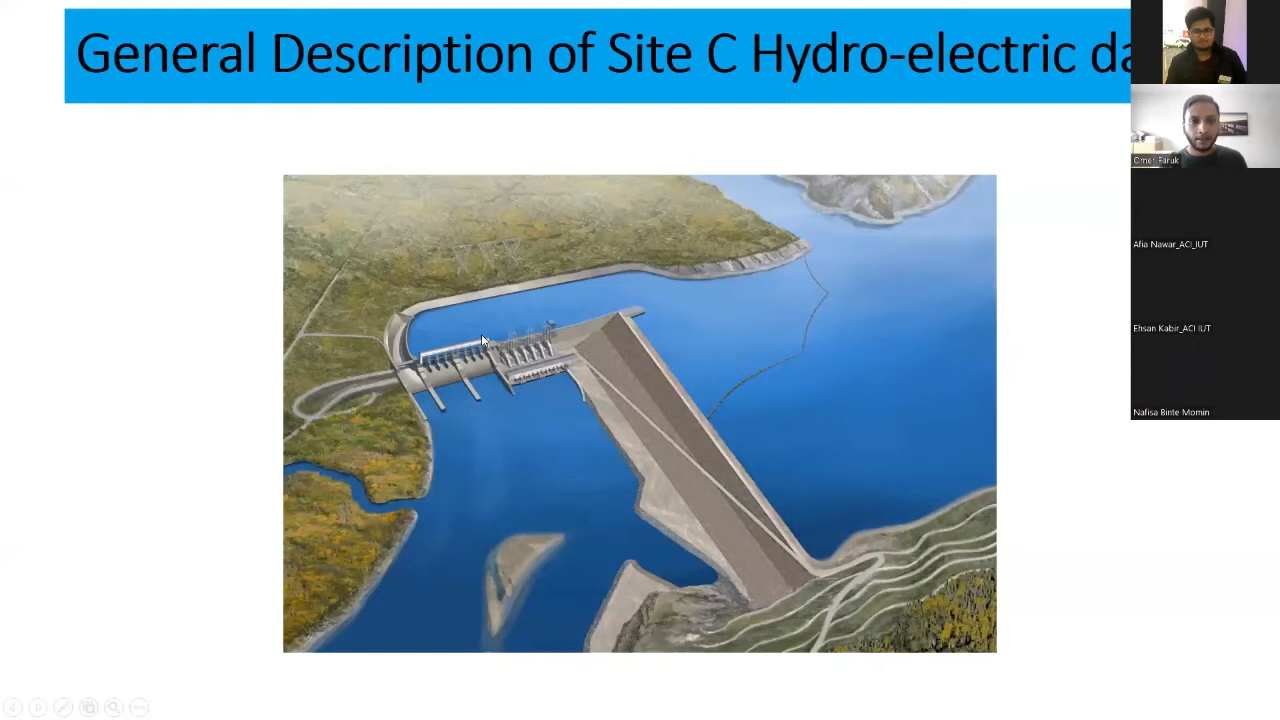 General Description of Site C Hydro-electric da
Omer Faruk
Afia Nawar_ACI_IUT
Ehsan Kabir_ACI IUT
Nafisa Binte Momin